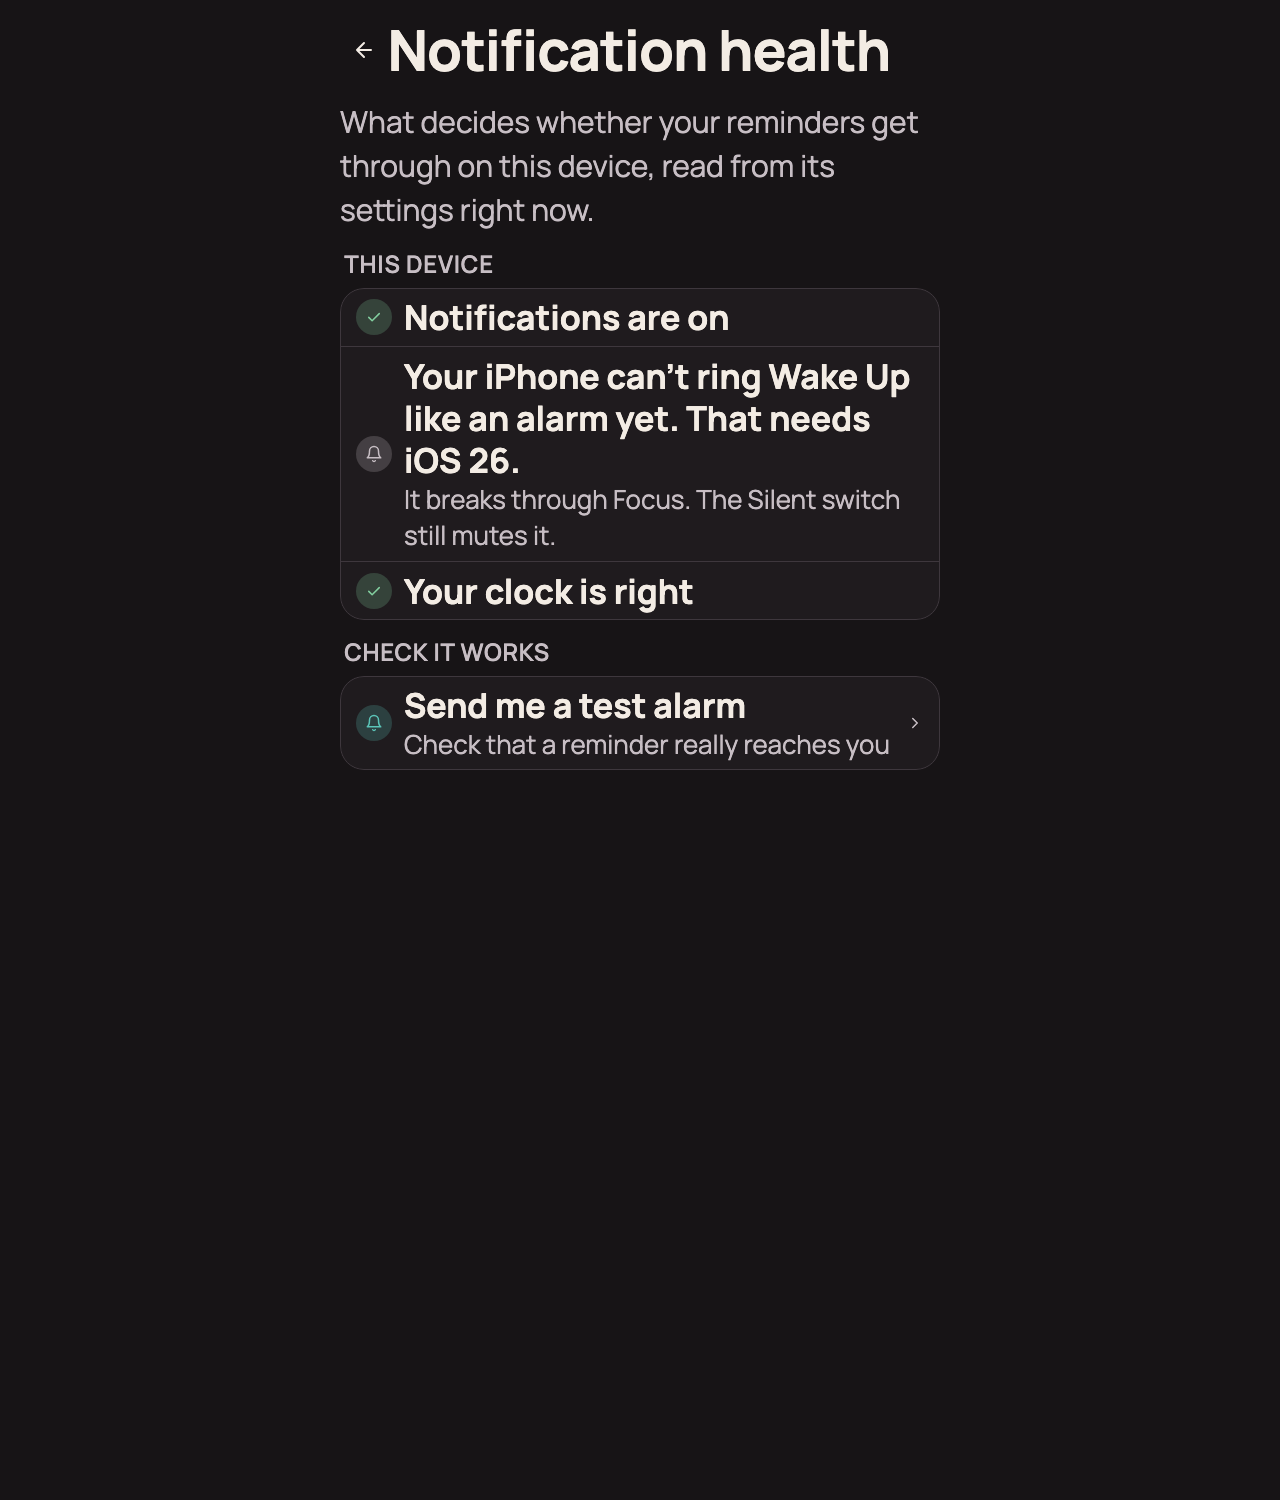 Notification health
What decides whether your reminders get
through on this device, read from its
settings right now.
THIS DEVICE
Notifications are on
Your iPhone can’t ring Wake Up
like an alarm yet. That needs
iOS 26.
It breaks through Focus. The Silent switch
still mutes it.
Your clock is right
CHECK IT WORKS
Send me a test alarm
Check that a reminder really reaches you